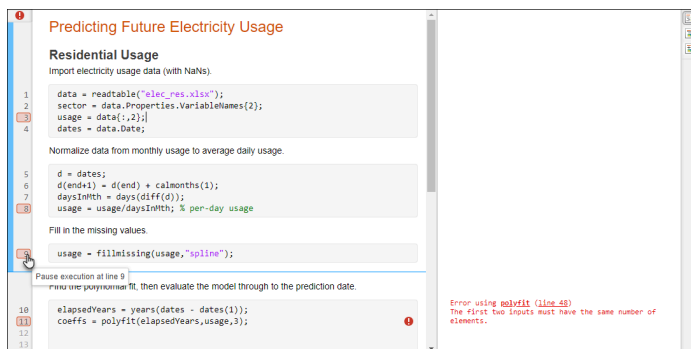 Predicting Future Electricity Usage
Residential Usage
Import electricity usage data (with NaNs).
1 data = readtable("elec_res.xlsx");
2 sector = data.Properties.VariableNames{2};
3 usage = data{:,2};
4 dates = data.Date;
Normalize data from monthly usage to average daily usage.
5 d = dates;
6 d(end+1) = d(end) + calmonths(1);
7 daysInMth = days(diff(d));
8 usage = usage/daysInMth; % per-day usage
Fill in the missing values.
9 usage = fillmissing(usage,"spline");
Pause execution at line 9
Find the polynomial fit, then evaluate the model through to the prediction date.
10 elapsedYears = years(dates - dates(1));
11 coeffs = polyfit(elapsedYears,usage,3);
12
13
Error using polyfit (line 48)
The first two inputs must have the same number of
elements.